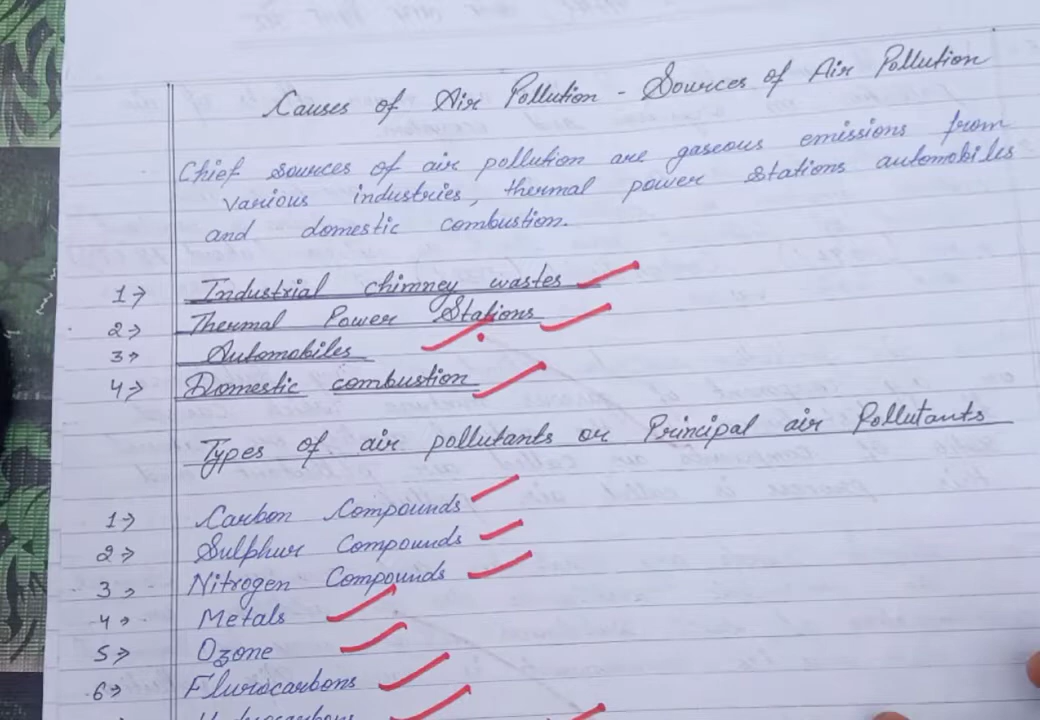 Causes of Air Pollution - Sources of Air Pollution
Chief sources of air pollution are gaseous emissions from
various industries, thermal power stations automobiles
and domestic combustion.
1→ Industrial chimney wastes
2→ Thermal Power Stations
3→ Automobiles
4→ Domestic combustion
Types of air pollutants or Principal air Pollutants
1→ Carbon Compounds
2→ Sulphur Compounds
3→ Nitrogen Compounds
4→ Metals
5→ Ozone
6→ Flurocarbons
Hydrocarbons